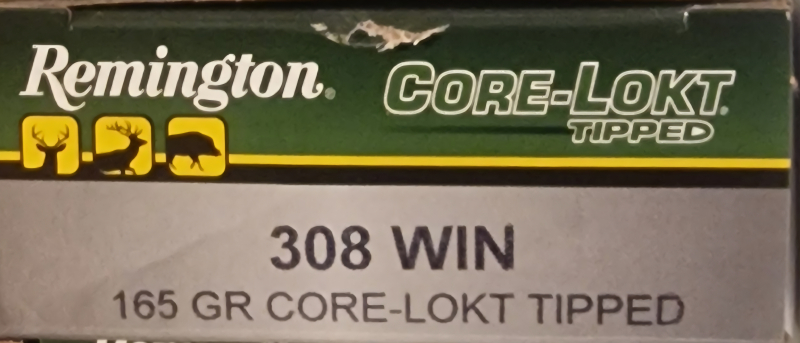 Remington®
CORE-LOKT®
TIPPED
308 WIN
165 GR CORE-LOKT TIPPED